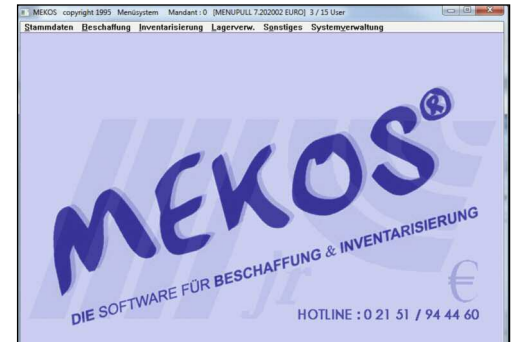 MEKOS copyright 1995 Menüsystem Mandant : 0 [MENUPULL 7.202002 EURO] 3 / 15 User
Stammdaten Beschaffung Inventarisierung Lagerverw. Sonstiges Systemverwaltung
MEKOS®
DIE SOFTWARE FÜR BESCHAFFUNG & INVENTARISIERUNG
jr
€
HOTLINE : 0 21 51 / 94 44 60